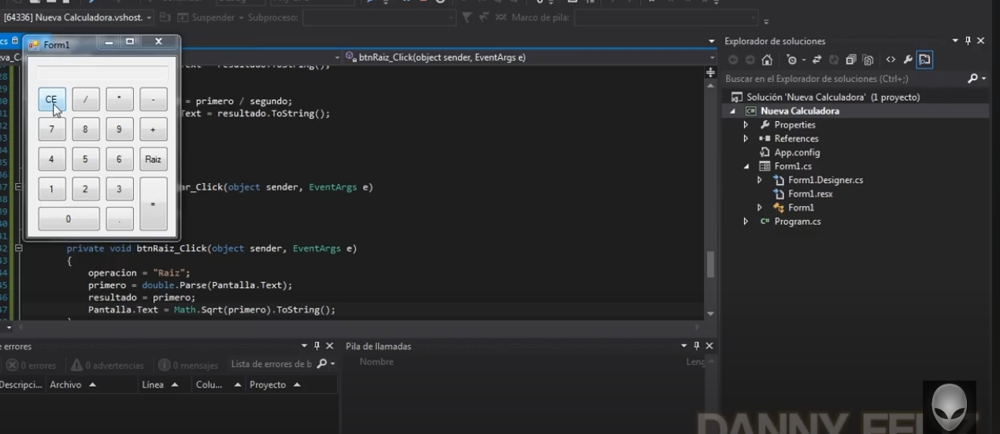 [64336] Nueva Calculadora.vshost.
Suspender
Subproceso:
Marco de pila:
cs
Form1
Explorador de soluciones
btnRaiz_Click(object sender, EventArgs e)
Buscar en el Explorador de soluciones (Ctrl+;)
Solución 'Nueva Calculadora' (1 proyecto)
Nueva Calculadora
Properties
References
App.config
Form1.cs
Form1.Designer.cs
Form1.resx
Form1
Program.cs
CE / * -
7 8 9 +
4 5 6 Raiz
1 2 3 =
0 .
= resultado.ToString();
= primero / segundo;
Text = resultado.ToString();
ar_Click(object sender, EventArgs e)
private void btnRaiz_Click(object sender, EventArgs e)
{
operacion = "Raiz";
primero = double.Parse(Pantalla.Text);
resultado = primero;
Pantalla.Text = Math.Sqrt(primero).ToString();
e errores
0 errores
0 advertencias
0 mensajes
Lista de errores de b
Descripci...
Archivo
Línea
Colu...
Proyecto
Pila de llamadas
Nombre
Leng
DANNY